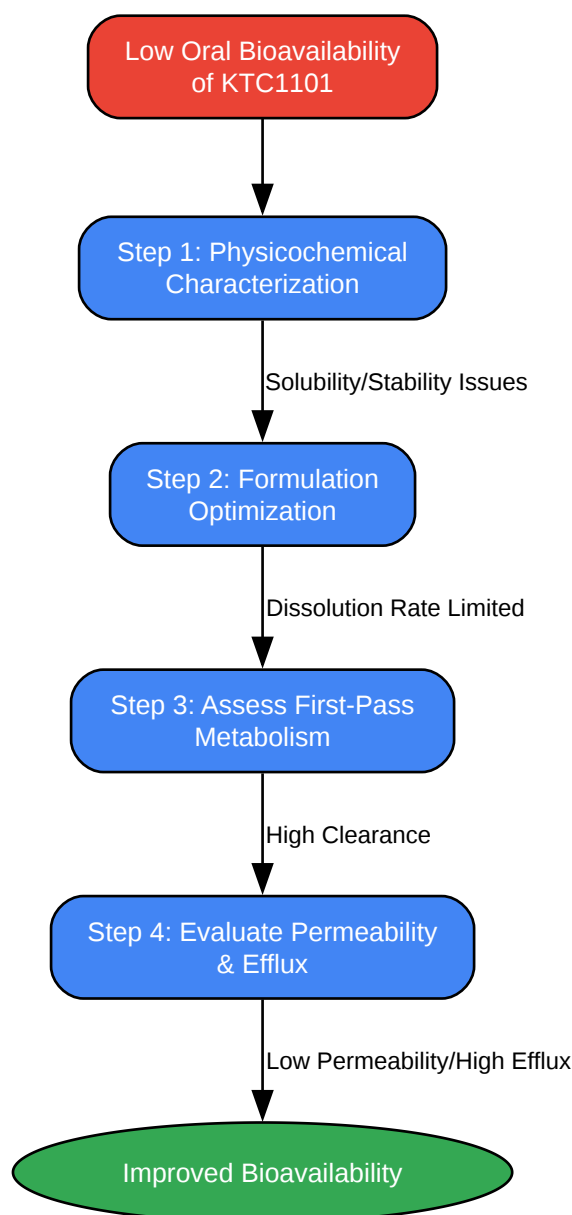 Low Oral Bioavailability
of KTC1101
Step 1: Physicochemical
Characterization
Solubility/Stability Issues
Step 2: Formulation
Optimization
Dissolution Rate Limited
Step 3: Assess First-Pass
Metabolism
High Clearance
Step 4: Evaluate Permeability
& Efflux
Low Permeability/High Efflux
Improved Bioavailability